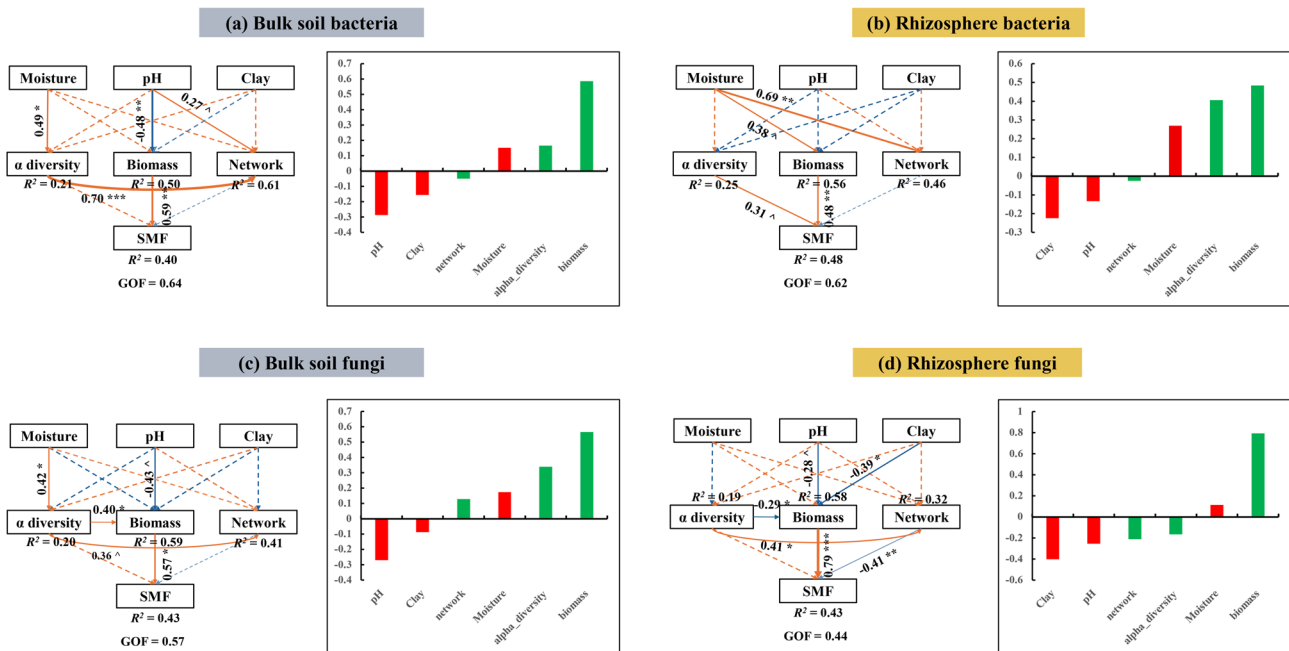 (a) Bulk soil bacteria
Moisture pH Clay
0.49 * -0.48 ** 0.27 ^
α diversity Biomass Network
R² = 0.21 R² = 0.50 R² = 0.61
0.70 *** 0.59 **
SMF
R² = 0.40
GOF = 0.64
0.7
0.6
0.5
0.4
0.3
0.2
0.1
0
-0.1
-0.2
-0.3
-0.4
pH Clay network Moisture alpha_diversity biomass
(b) Rhizosphere bacteria
Moisture pH Clay
0.69 **
0.38 ^
α diversity Biomass Network
R² = 0.25 R² = 0.56 R² = 0.46
0.31 ^ 0.48 **
SMF
R² = 0.48
GOF = 0.62
0.6
0.5
0.4
0.3
0.2
0.1
0
-0.1
-0.2
-0.3
Clay pH network Moisture alpha_diversity biomass
(c) Bulk soil fungi
Moisture pH Clay
0.42 * -0.43 ^
0.40 *
α diversity Biomass Network
R² = 0.20 R² = 0.59 R² = 0.41
0.36 ^ 0.57 *
SMF
R² = 0.43
GOF = 0.57
0.7
0.6
0.5
0.4
0.3
0.2
0.1
0
-0.1
-0.2
-0.3
-0.4
pH Clay network Moisture alpha_diversity biomass
(d) Rhizosphere fungi
Moisture pH Clay
-0.28 ^ -0.39 *
R² = 0.19 R² = 0.58 R² = 0.32
-0.29 *
α diversity Biomass Network
0.41 * 0.79 *** -0.41 **
SMF
R² = 0.43
GOF = 0.44
1
0.8
0.6
0.4
0.2
0
-0.2
-0.4
-0.6
Clay pH network alpha_diversity Moisture biomass